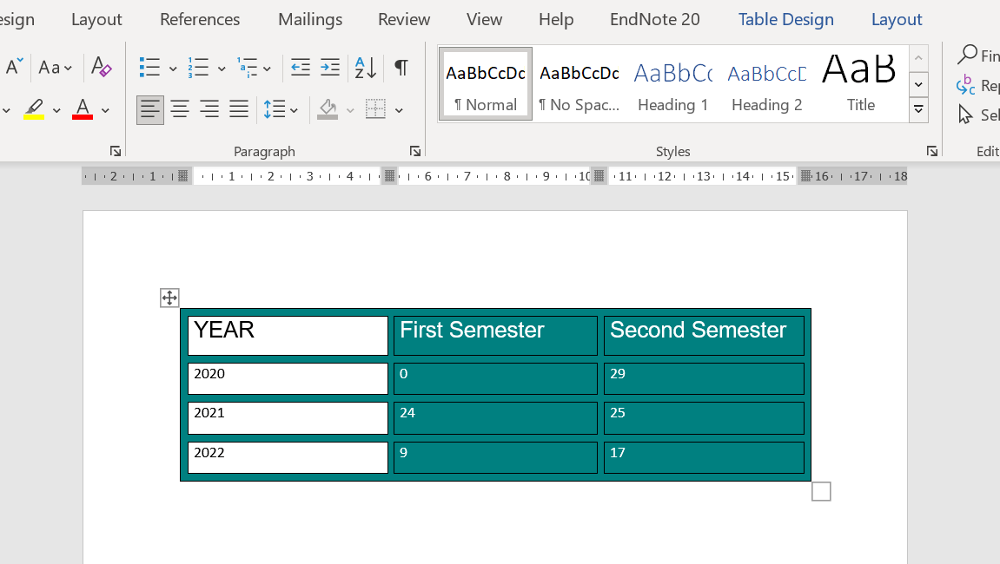 esign Layout References Mailings Review View Help EndNote 20 Table Design Layout
A Aa A AaBbCcDc AaBbCcDc AaBbCc AaBbCcD AaB Fin
¶ Normal ¶ No Spac... Heading 1 Heading 2 Title Rep
A Sel
Paragraph Styles Edit
2 1 1 2 3 4 6 7 8 9 10 11 12 13 14 15 16 17 18
YEAR First Semester Second Semester
2020 0 29
2021 24 25
2022 9 17